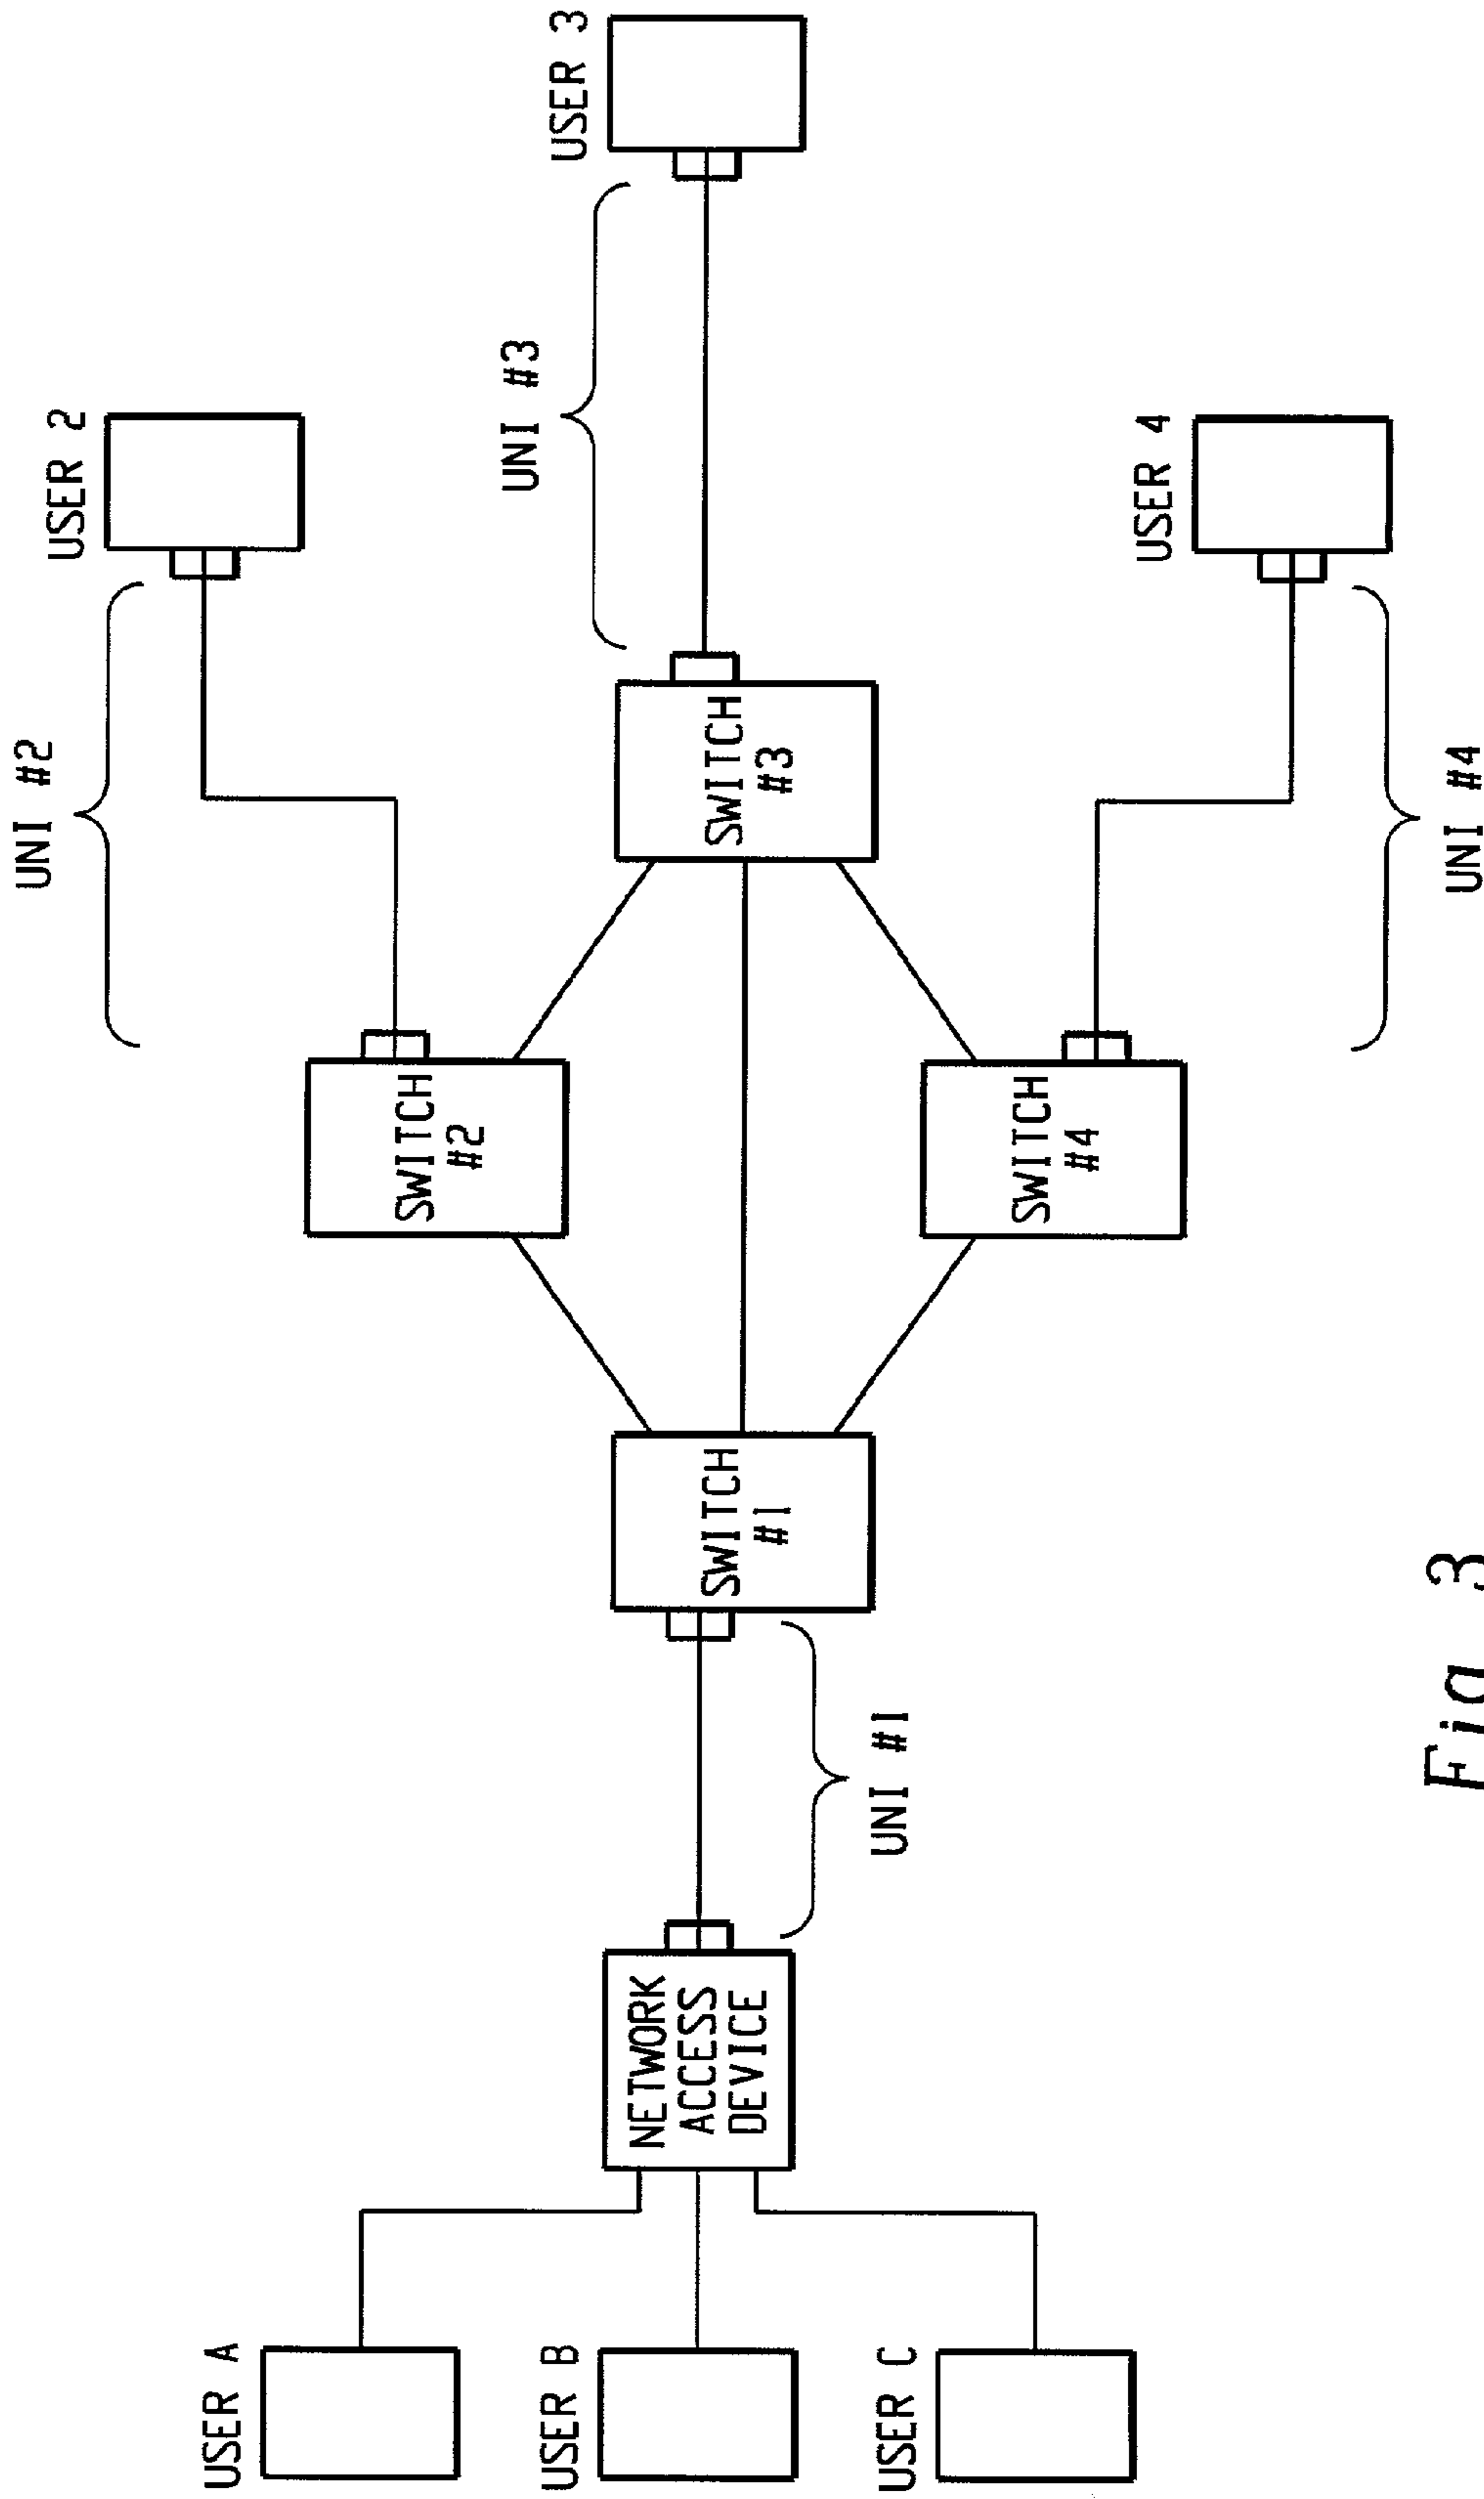 UNI #2
USER 2
USER 3
UNI #3
SWITCH
#2
USER A
NETWORK
ACCESS
DEVICE
SWITCH
#1
SWITCH
#3
USER B
UNI #1
USER 4
SWITCH
#4
USER C
UNI #4
Fig 3